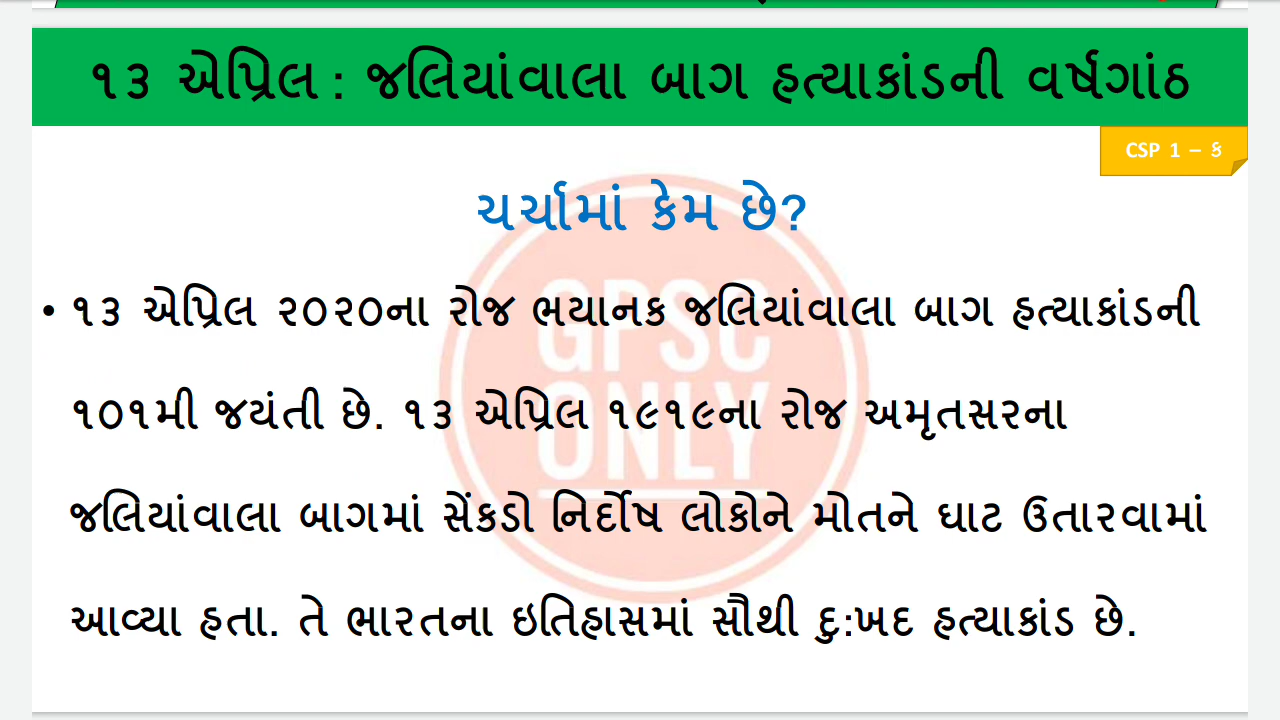 ૧૩ એપ્રિલ : જલિયાંવાલા બાગ હત્યાકાંડની વર્ષગાંઠ
CSP 1 – ક
ચર્ચામાં કેમ છે?
• ૧૩ એપ્રિલ ૨૦૨૦ના રોજ ભયાનક જલિયાંવાલા બાગ હત્યાકાંડની
૧૦૧મી જયંતી છે. ૧૩ એપ્રિલ ૧૯૧૯ના રોજ અમૃતસરના
જલિયાંવાલા બાગમાં સેંકડો નિર્દોષ લોકોને મોતને ઘાટ ઉતારવામાં
આવ્યા હતા. તે ભારતના ઇતિહાસમાં સૌથી દુ:ખદ હત્યાકાંડ છે.
GPSC
ONLY